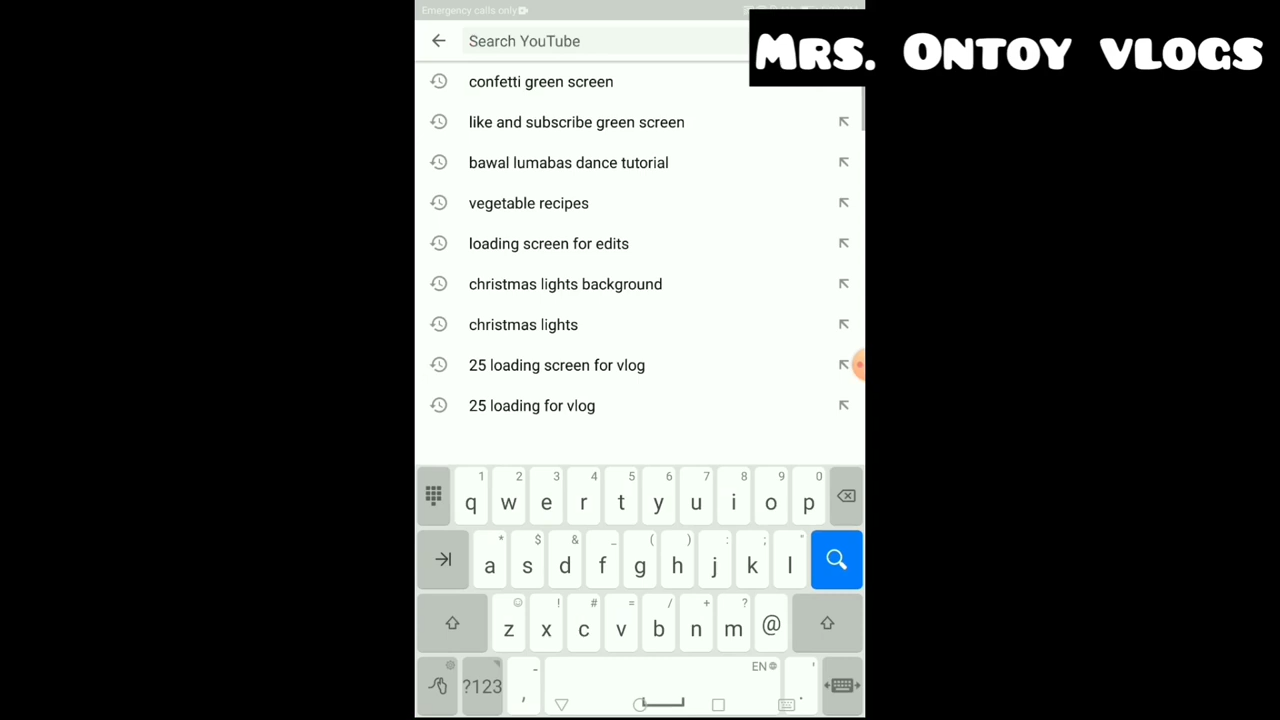 Emergency calls only
Search YouTube
MRS. ONTOY VLOGS
confetti green screen
like and subscribe green screen
bawal lumabas dance tutorial
vegetable recipes
loading screen for edits
christmas lights background
christmas lights
25 loading screen for vlog
25 loading for vlog
1 2 3 4 5 6 7 8 9 0
q w e r t y u i o p
* $ & _ ( ) : ; "
a s d f g h j k l
! # = / + ?
z x c v b n m @
- EN '
?123 , .